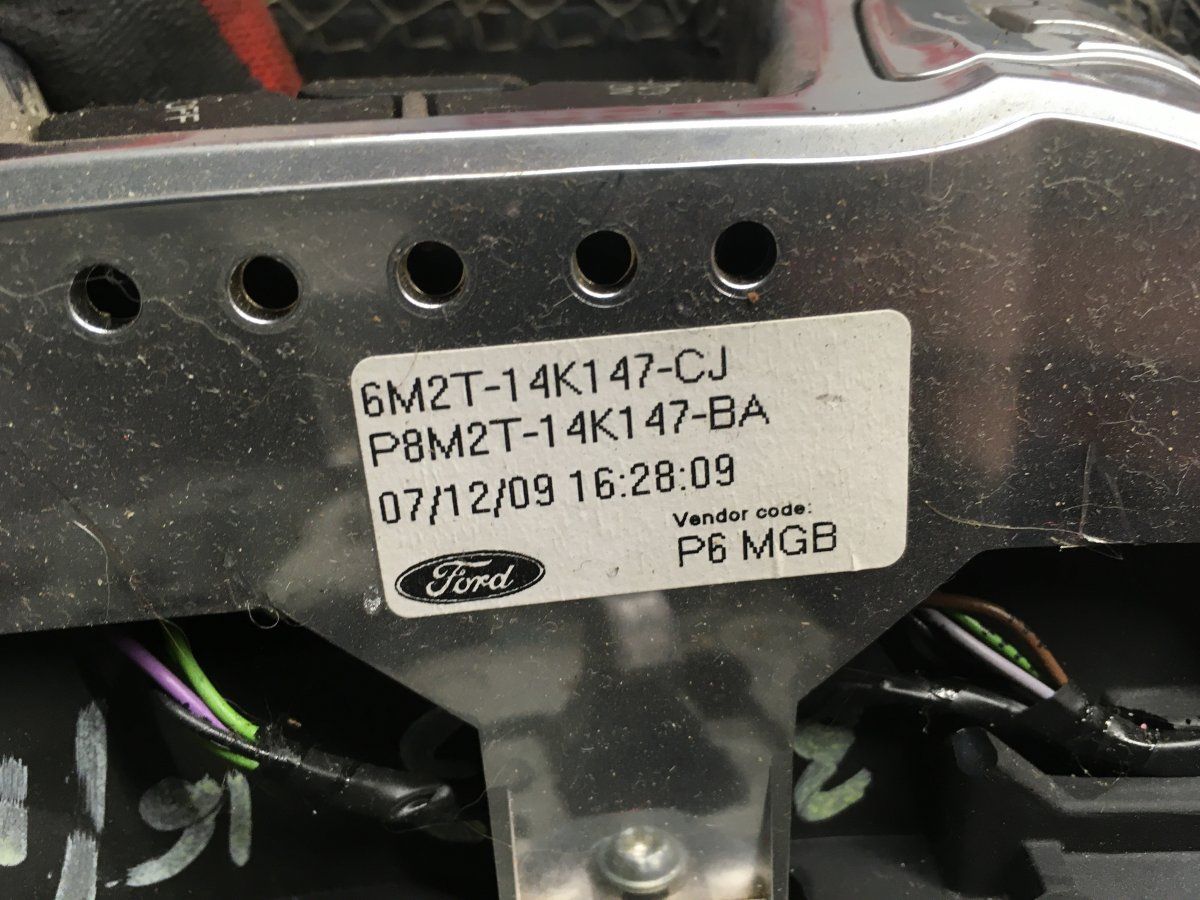 6M2T-14K147-CJ
P8M2T-14K147-BA
07/12/09 16:28:09
Vendor code:
P6 MGB
Ford